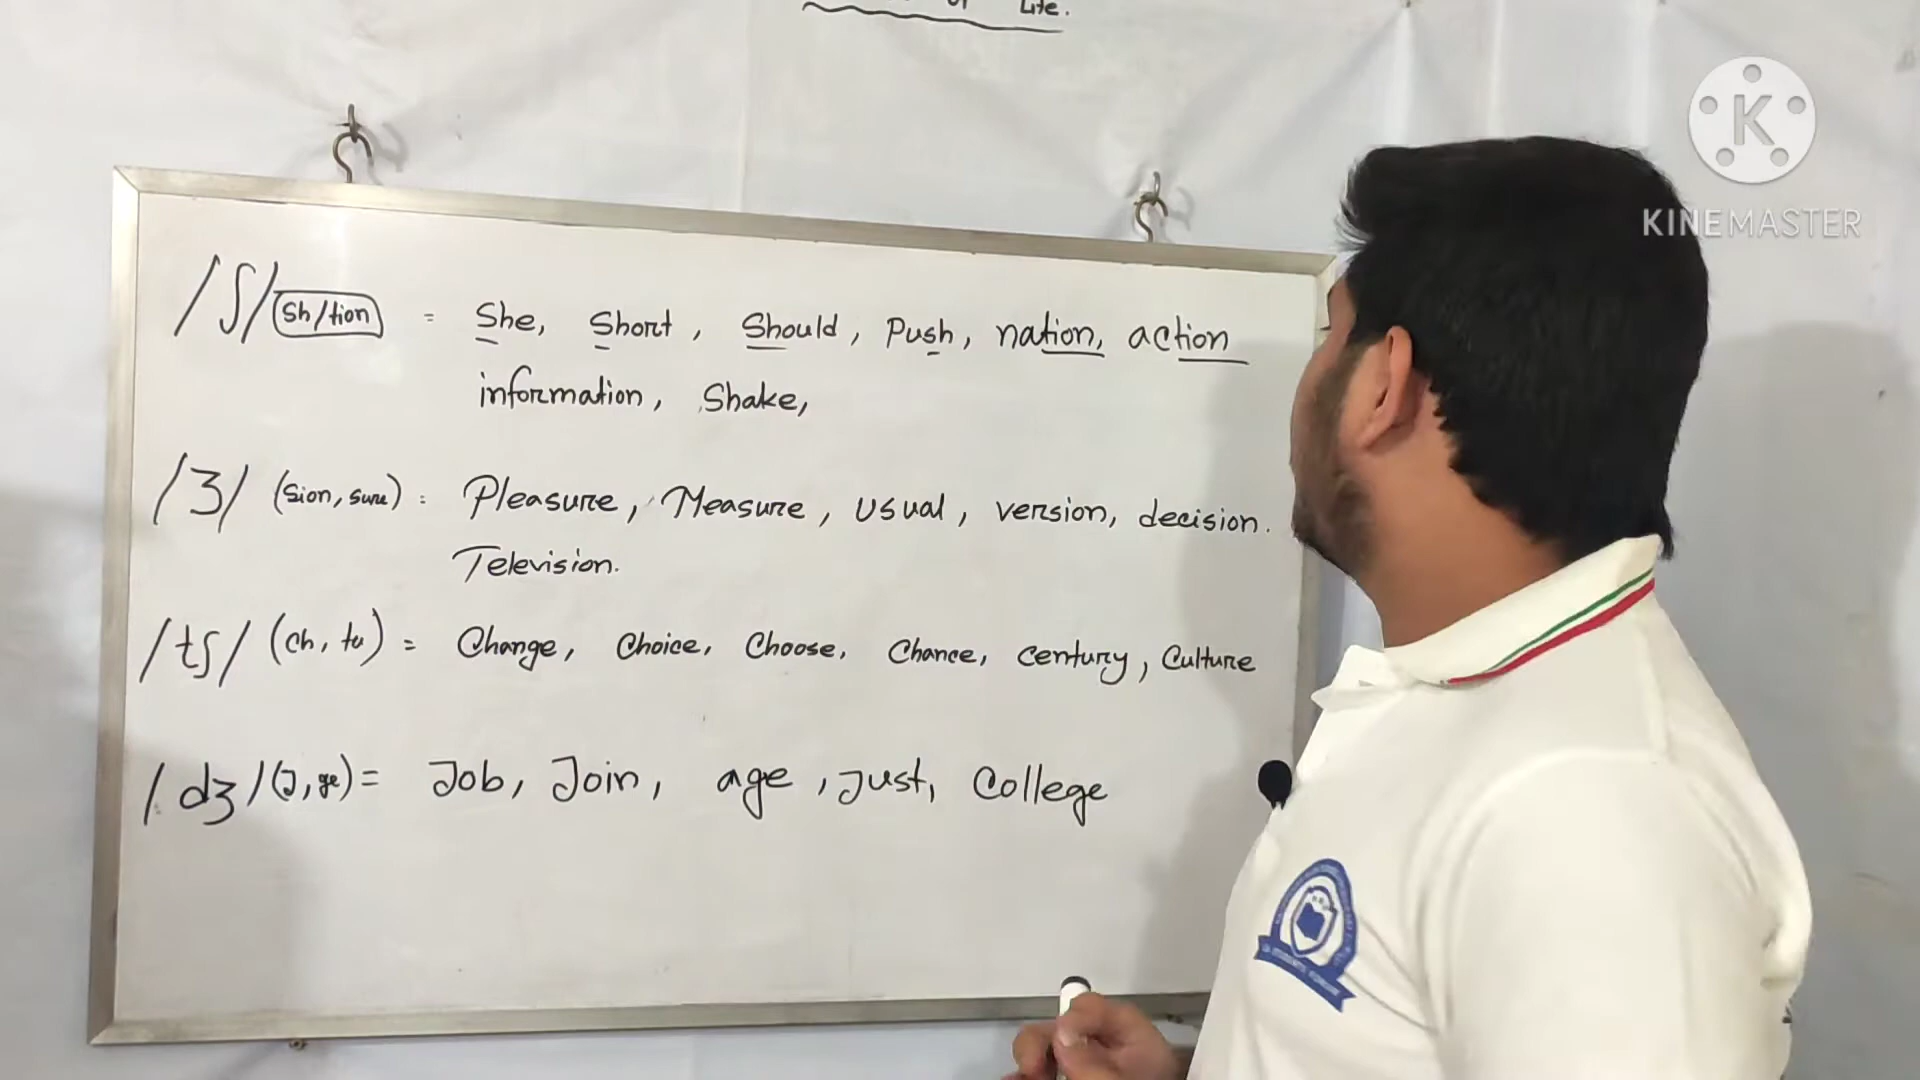 of Life.
K
KINEMASTER
/ʃ/ Sh/tion = She, Short, Should, Push, nation, action
information, Shake,
/ʒ/ (Sion, sure) = Pleasure, Measure, Usual, version, decision.
Television.
/tʃ/ (ch, tu) = Change, Choice, Choose, Chance, Century, Culture
/dʒ/ (J, ge) = Job, Join, age, Just, College